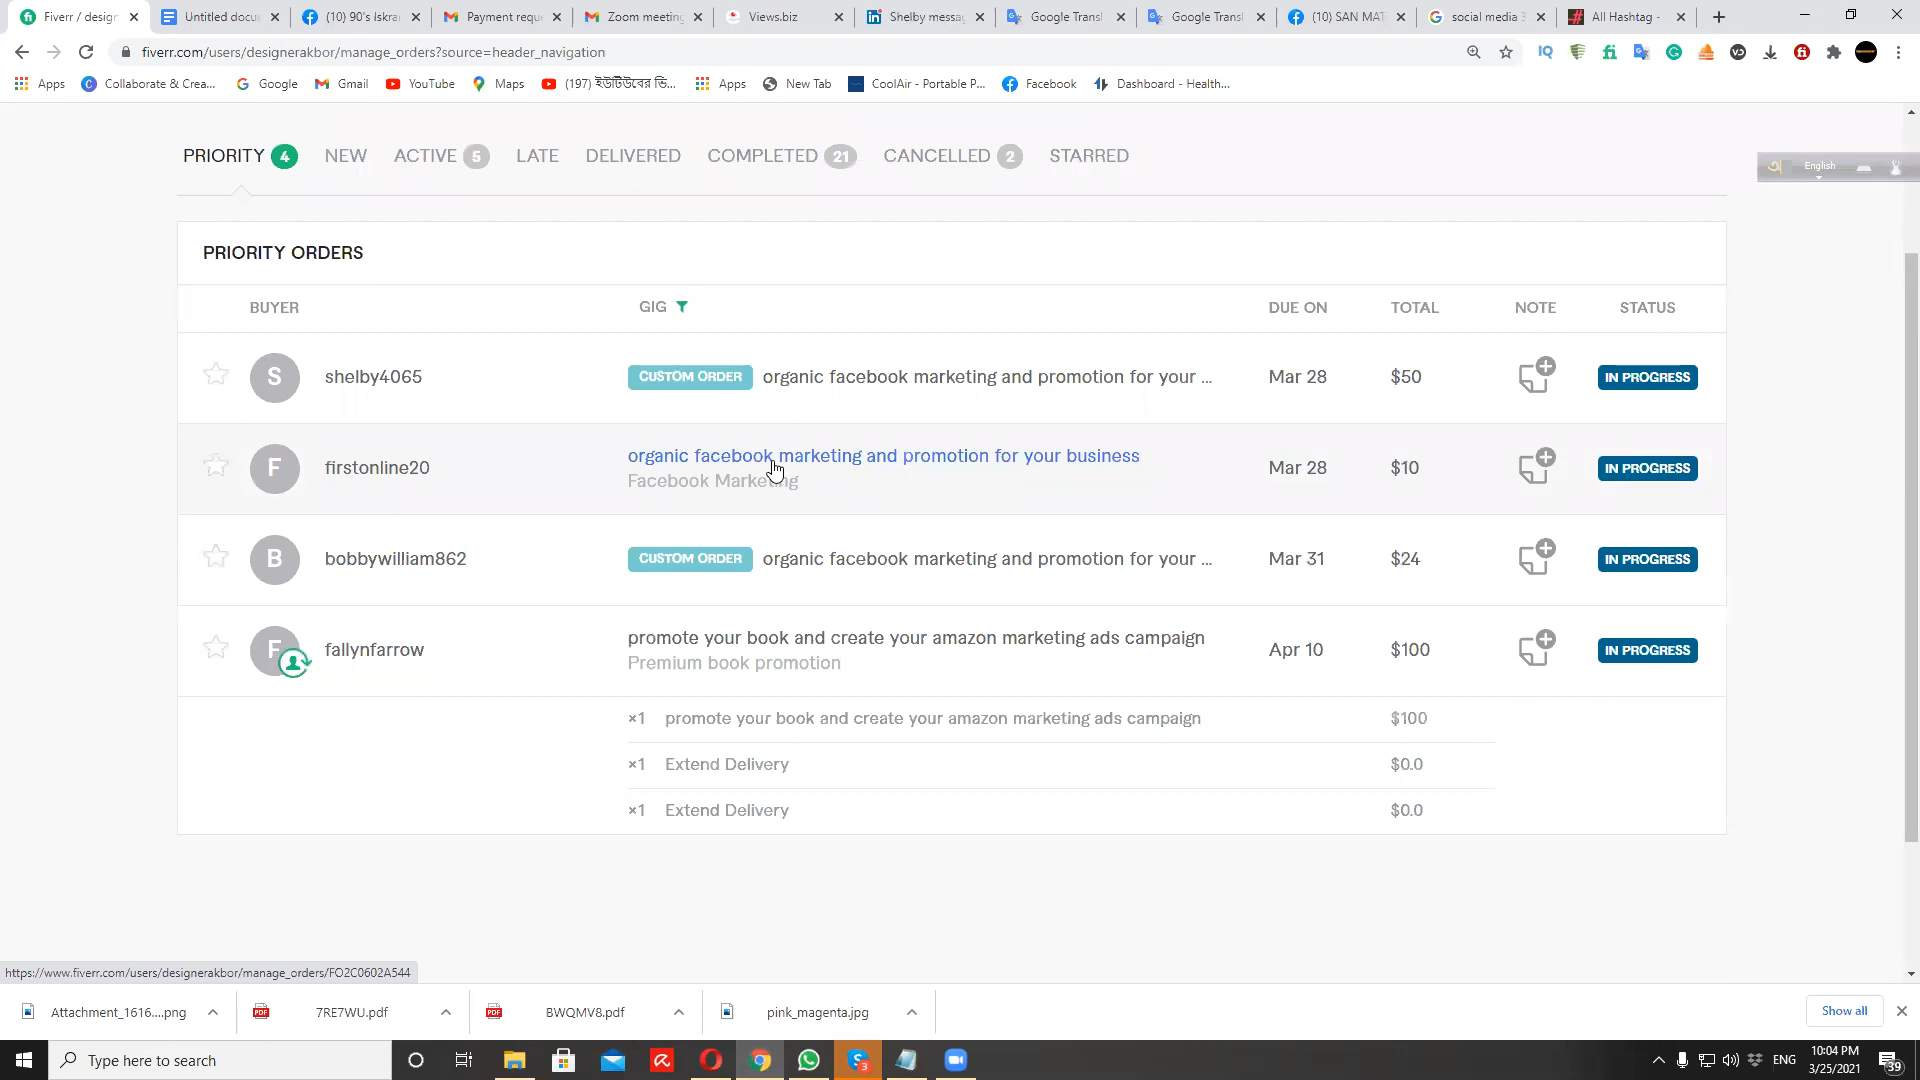 Fiverr / desigr
Untitled docu
(10) 90's Iskra
Payment requ
Zoom meeting
Views.biz
Shelby messa
Google Transl
Google Transl
(10) SAN MAT
social media 3
All Hashtag -
fiverr.com/users/designerakbor/manage_orders?source=header_navigation
Apps
Collaborate & Crea...
Google
Gmail
YouTube
Maps
(197) ইউটিউবের ভি...
Apps
New Tab
CoolAir - Portable P...
Facebook
Dashboard - Health...
PRIORITY 4 NEW ACTIVE 5 LATE DELIVERED COMPLETED 21 CANCELLED 2 STARRED
English
PRIORITY ORDERS
BUYER GIG DUE ON TOTAL NOTE STATUS
S shelby4065 CUSTOM ORDER organic facebook marketing and promotion for your ... Mar 28 $50 IN PROGRESS
F firstonline20 organic facebook marketing and promotion for your business Mar 28 $10 IN PROGRESS
Facebook Marketing
B bobbywilliam862 CUSTOM ORDER organic facebook marketing and promotion for your ... Mar 31 $24 IN PROGRESS
F fallynfarrow promote your book and create your amazon marketing ads campaign Apr 10 $100 IN PROGRESS
Premium book promotion
×1 promote your book and create your amazon marketing ads campaign $100
×1 Extend Delivery $0.0
×1 Extend Delivery $0.0
https://www.fiverr.com/users/designerakbor/manage_orders/FO2C0602A544
Attachment_1616....png
7RE7WU.pdf
BWQMV8.pdf
pink_magenta.jpg
Show all
Type here to search
ENG
10:04 PM
3/25/2021
39